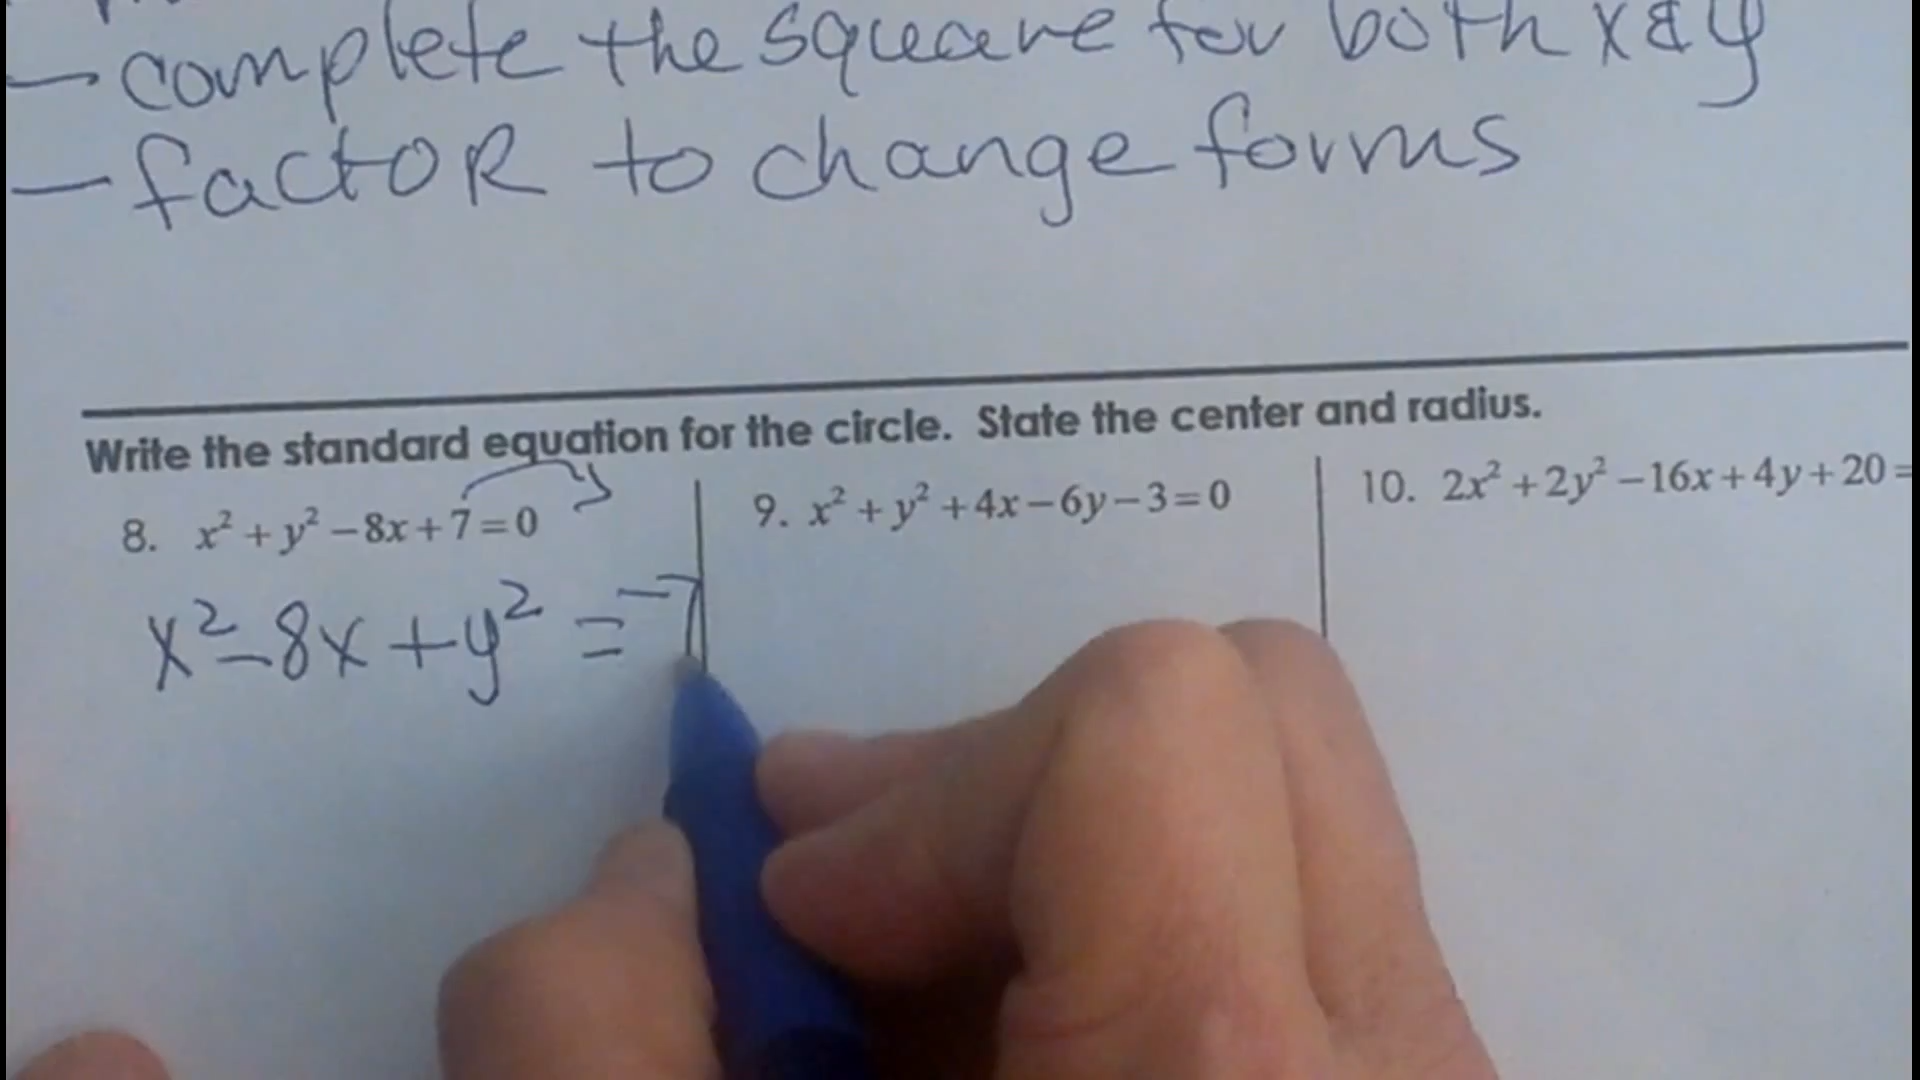 - complete the square for both x & y
- factoR to change forms
Write the standard equation for the circle. State the center and radius.
8. x² + y² - 8x + 7 = 0
9. x² + y² + 4x - 6y - 3 = 0
10. 2x² + 2y² - 16x + 4y + 20 =
x² - 8x + y² = -7